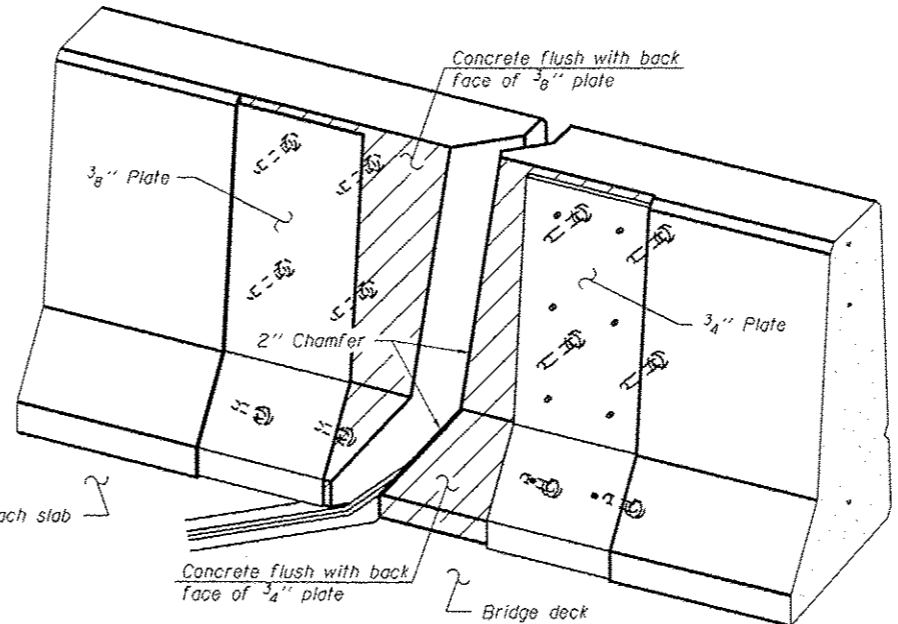 Concrete flush with back
face of 3/8" plate
3/8" Plate
3/4" Plate
2" Chamfer
slab
Concrete flush with back
face of 3/4" plate
Bridge deck